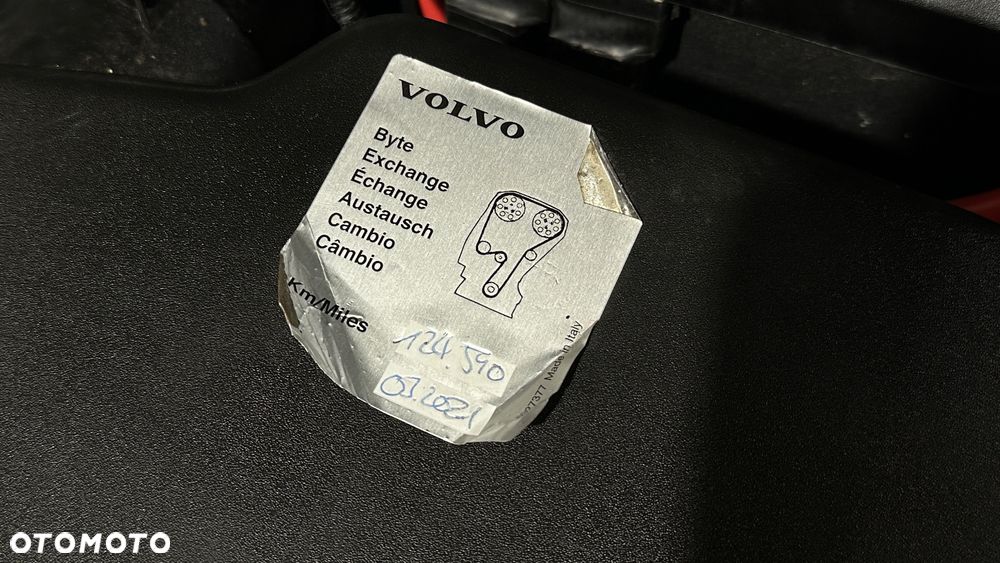 VOLVO
Byte
Exchange
Échange
Austausch
Cambio
Câmbio
Km/Miles
124.590
03.2021
Made in Italy
OTOMOTO